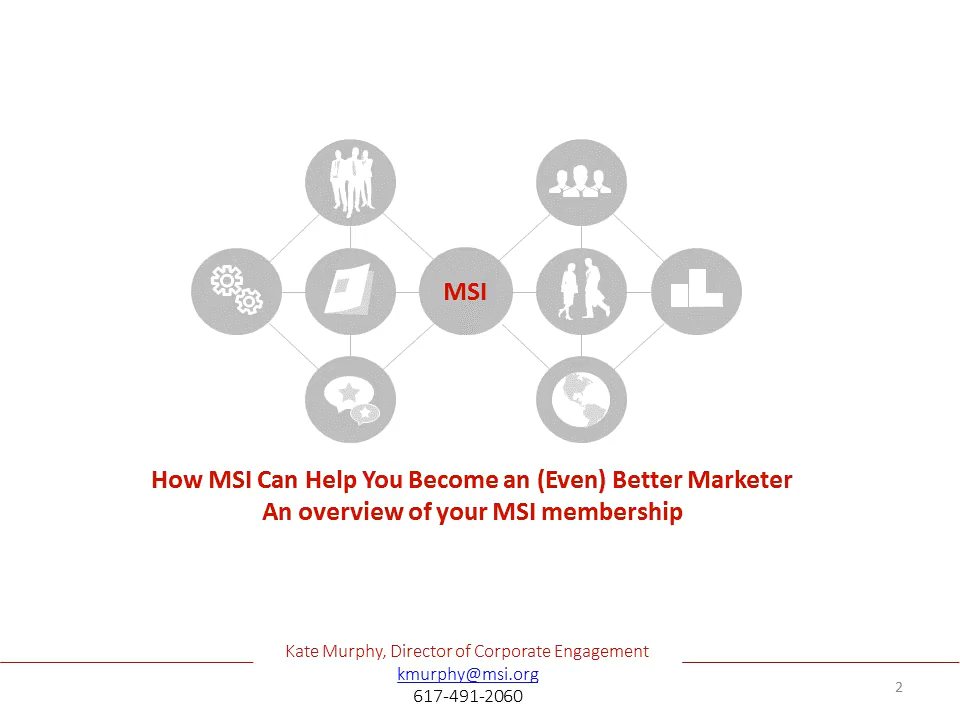 MSI
How MSI Can Help You Become an (Even) Better Marketer
An overview of your MSI membership
Kate Murphy, Director of Corporate Engagement
kmurphy@msi.org
617-491-2060
2